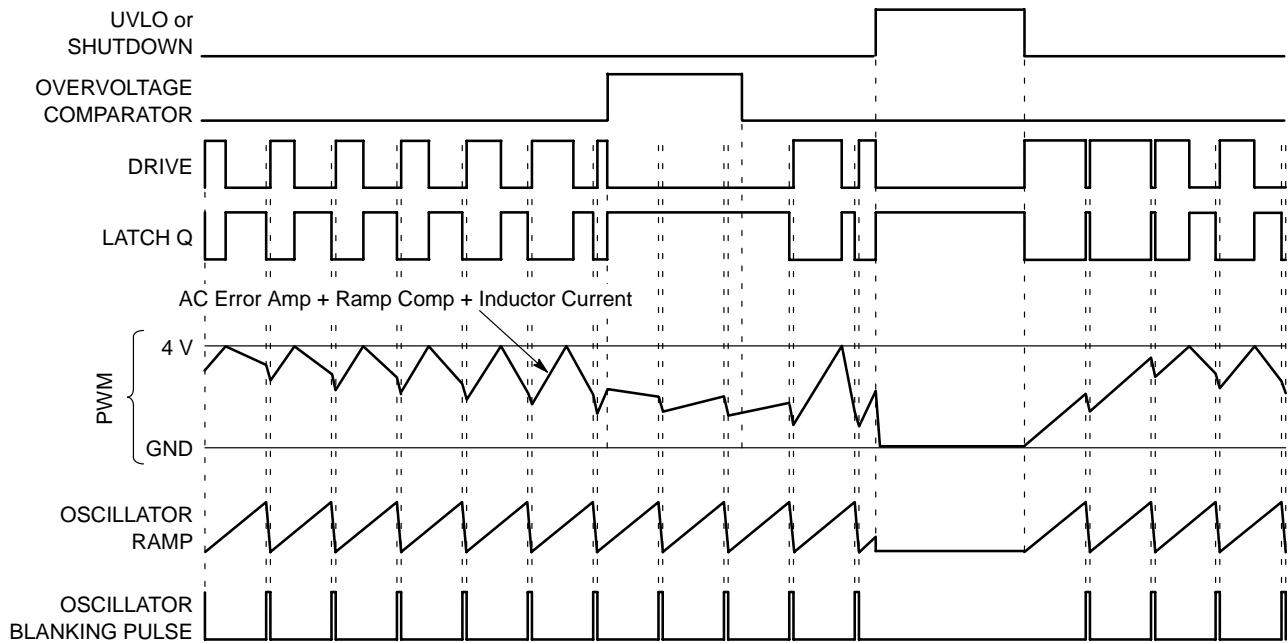 UVLO or
SHUTDOWN
OVERVOLTAGE
COMPARATOR
DRIVE
LATCH Q
AC Error Amp + Ramp Comp + Inductor Current
4 V
PWM
GND
OSCILLATOR
RAMP
OSCILLATOR
BLANKING PULSE